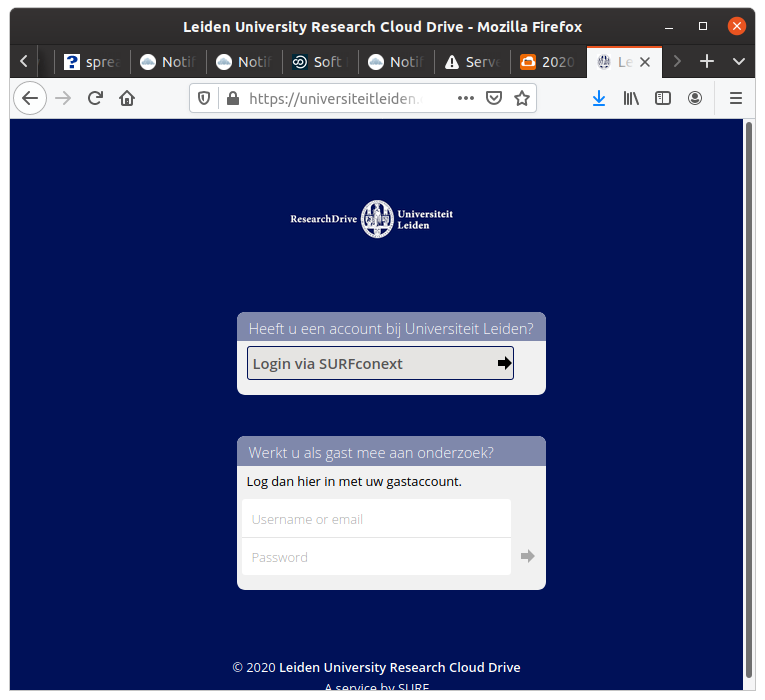 Leiden University Research Cloud Drive - Mozilla Firefox
sprea
Notif
Notif
Soft
Notif
Serve
2020
Le
https://universiteitleiden.
ResearchDrive
Universiteit
Leiden
Heeft u een account bij Universiteit Leiden?
Login via SURFconext
Werkt u als gast mee aan onderzoek?
Log dan hier in met uw gastaccount.
Username or email
Password
© 2020 Leiden University Research Cloud Drive
A service by SURF